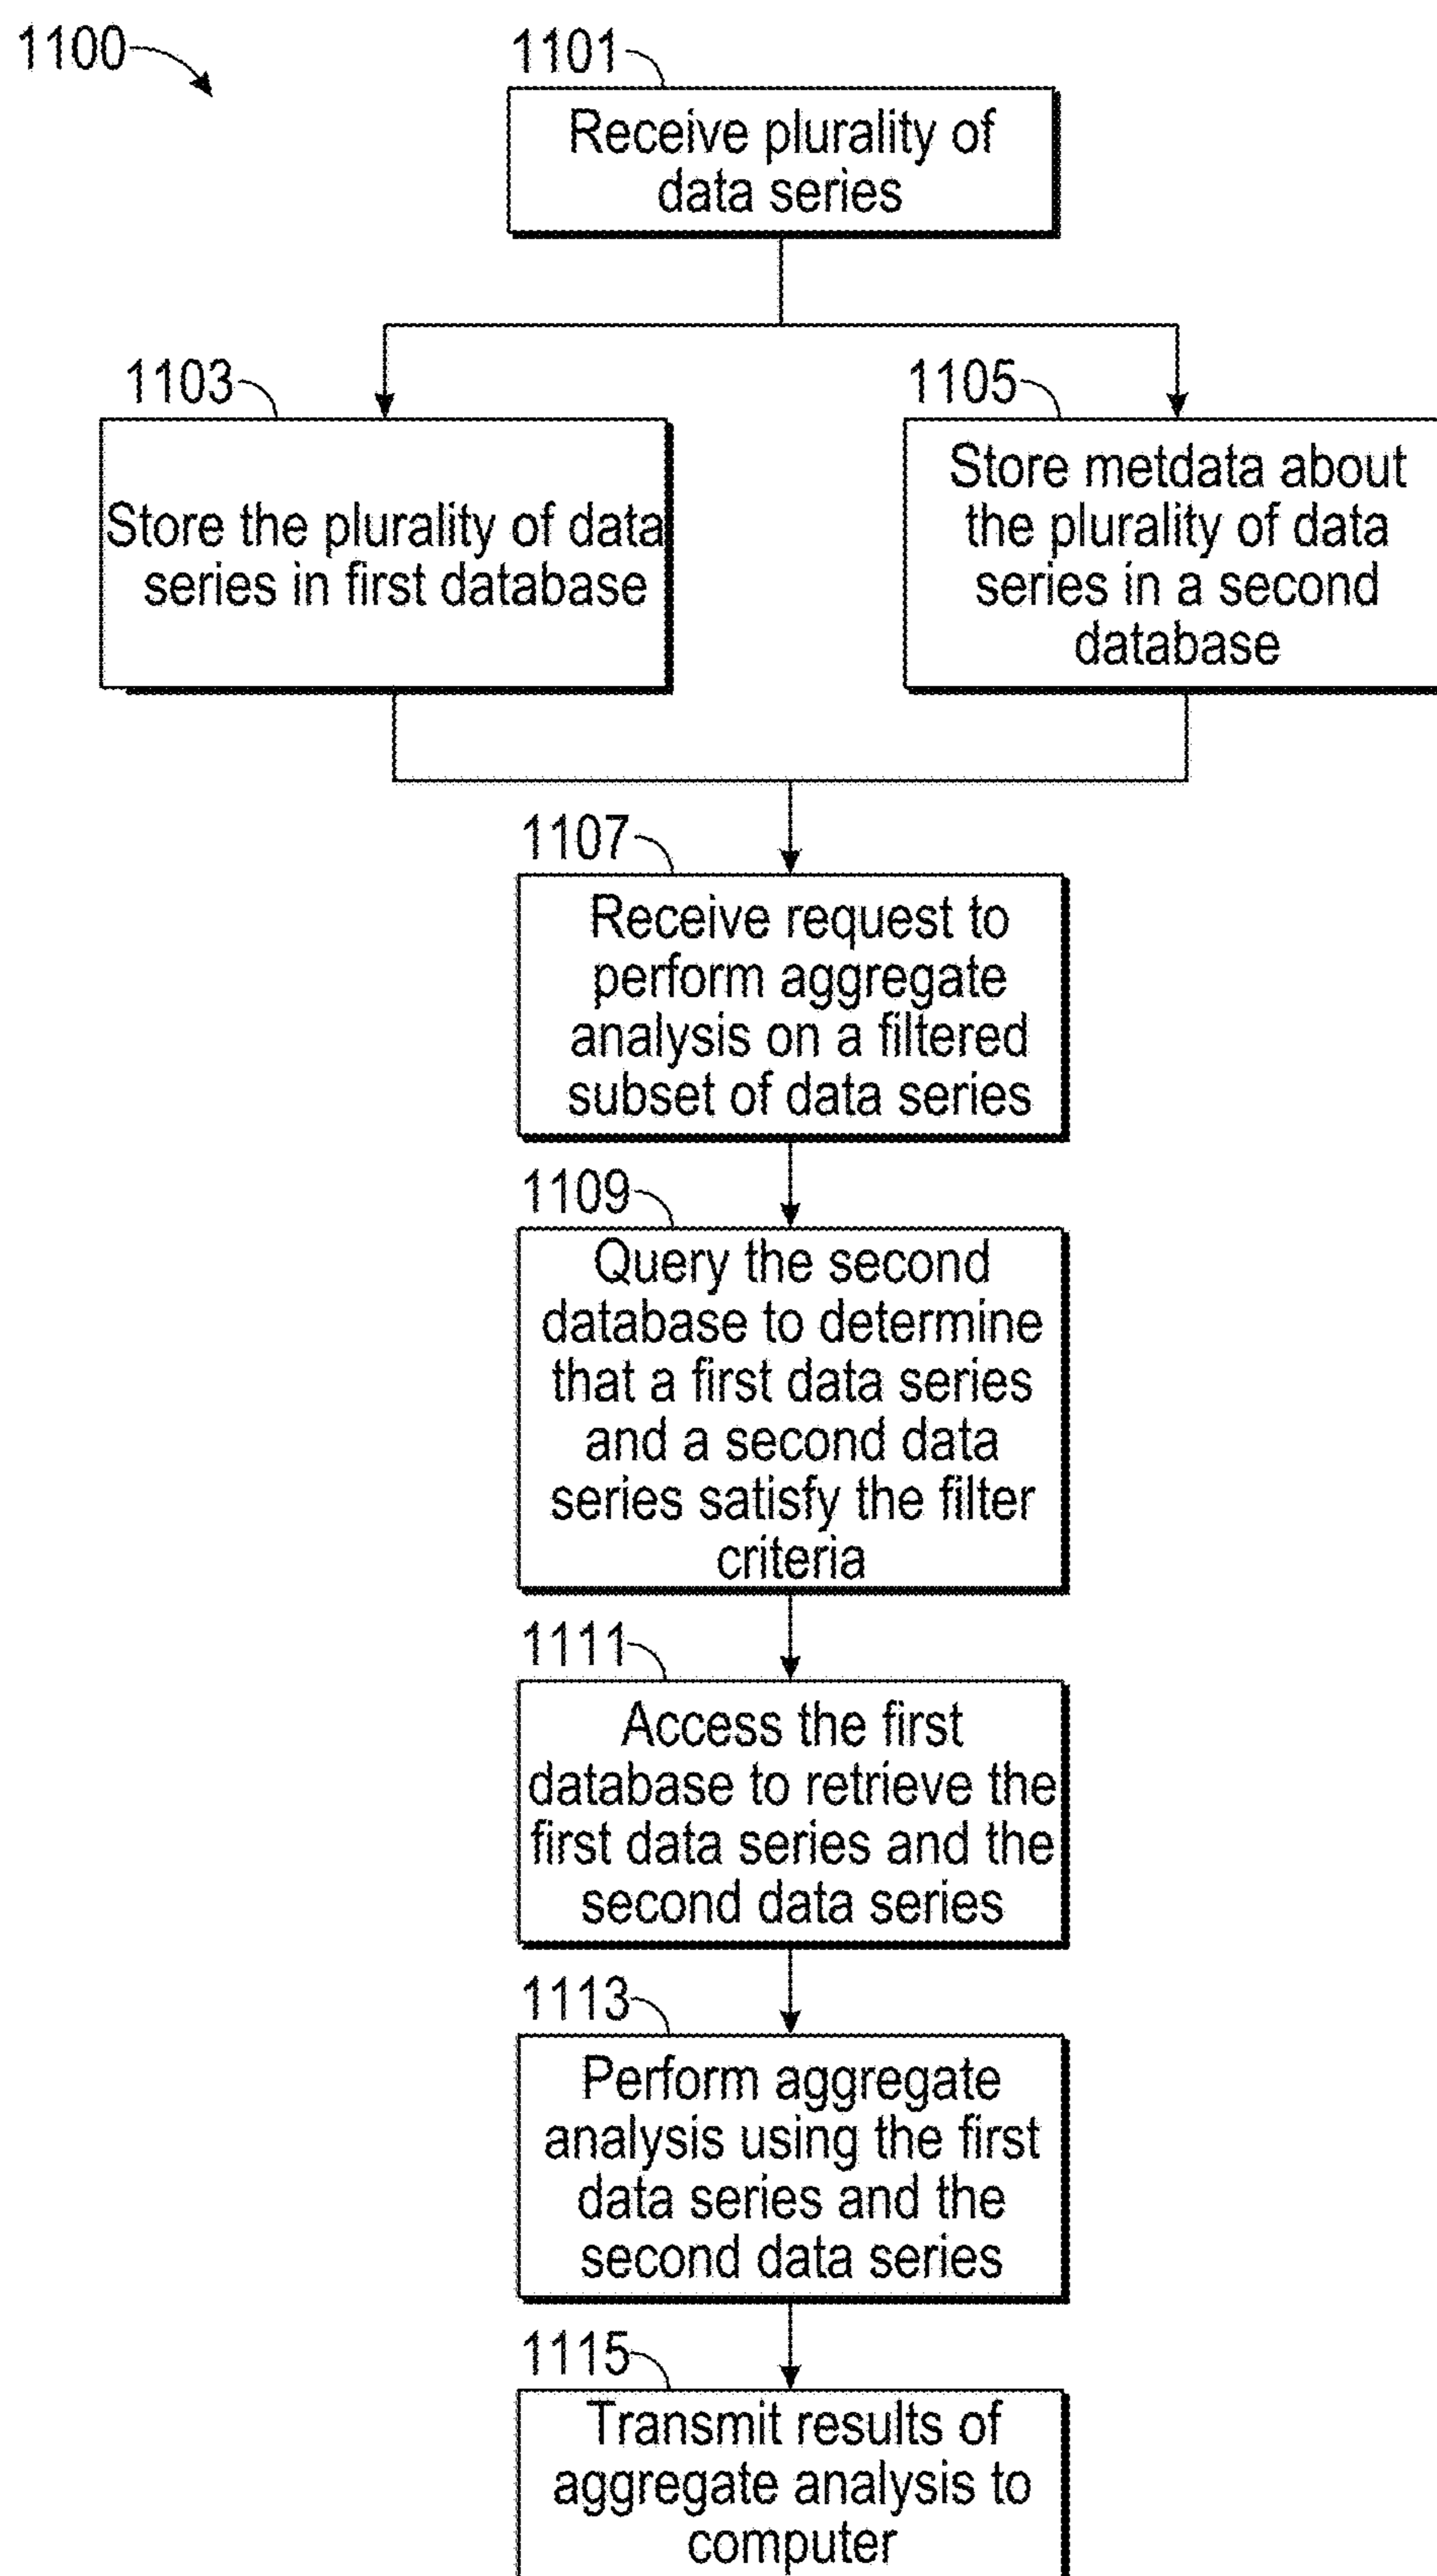 1100
1101
Receive plurality of
data series
1103
Store the plurality of data
series in first database
1105
Store metdata about
the plurality of data
series in a second
database
1107
Receive request to
perform aggregate
analysis on a filtered
subset of data series
1109
Query the second
database to determine
that a first data series
and a second data
series satisfy the filter
criteria
1111
Access the first
database to retrieve the
first data series and the
second data series
1113
Perform aggregate
analysis using the first
data series and the
second data series
1115
Transmit results of
aggregate analysis to
computer